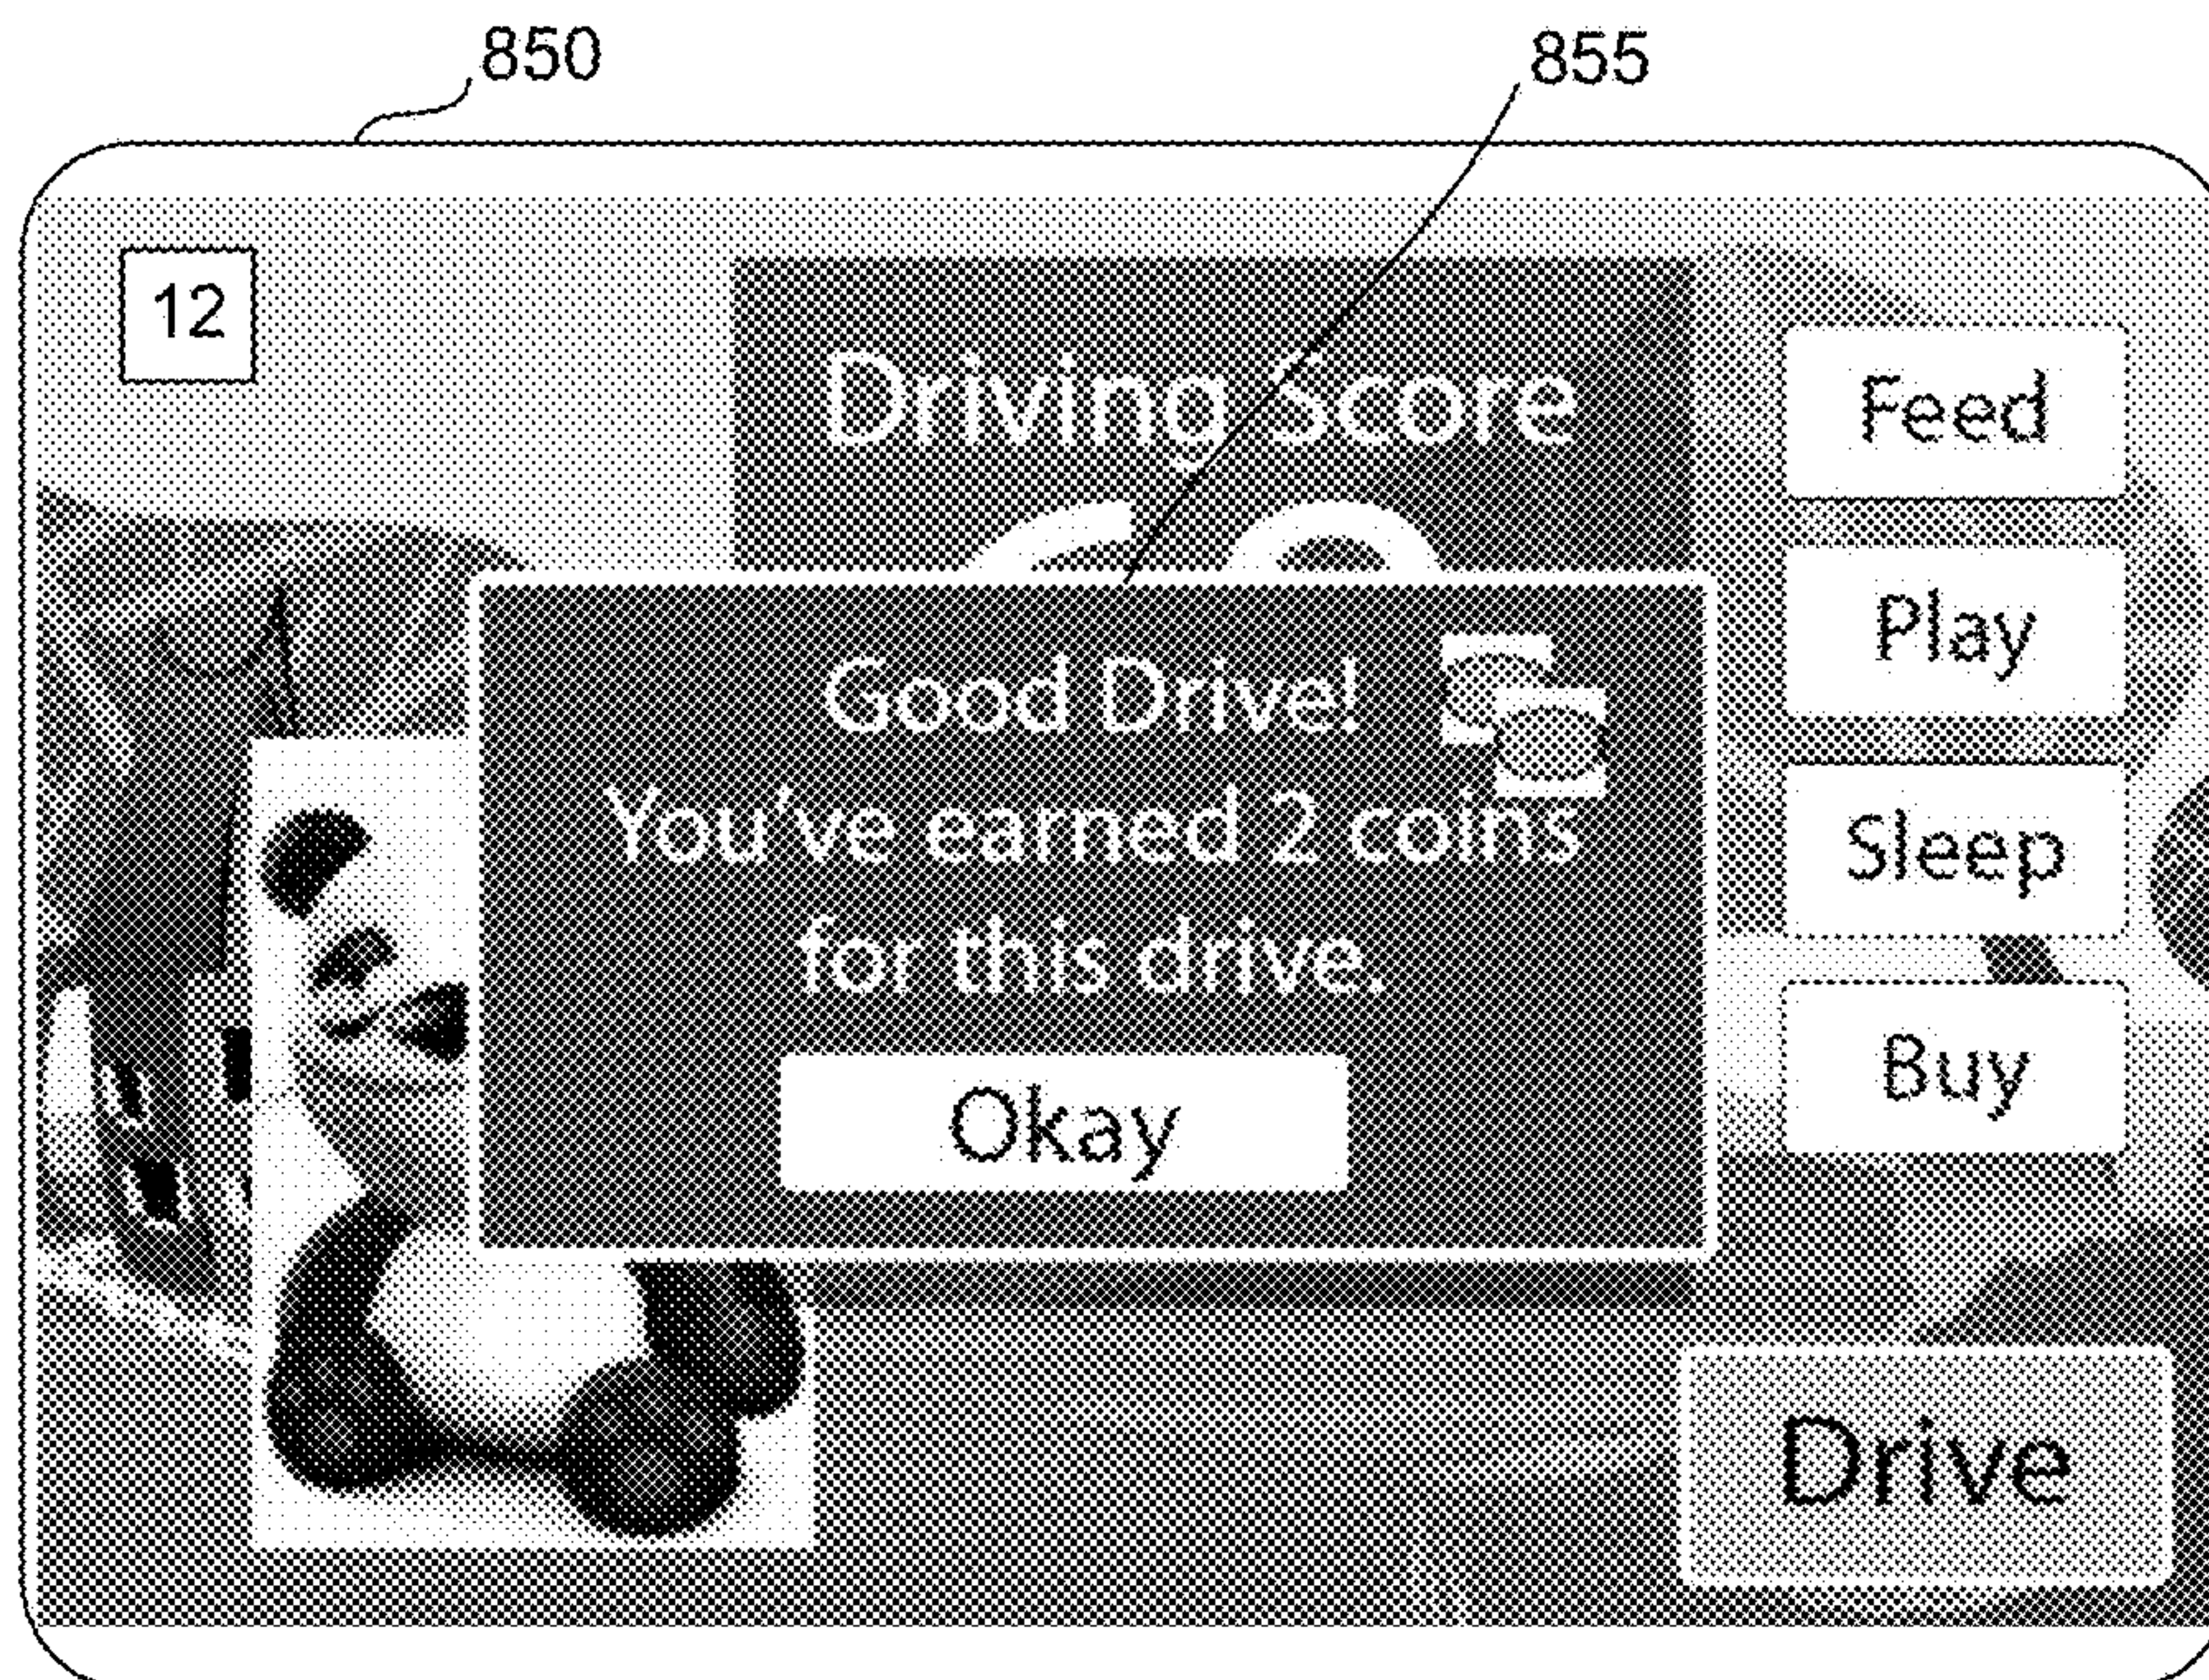 850
855
12
Driving Score
Good Drive!
You've earned 2 coins
for this drive.
Okay
Feed
Play
Sleep
Buy
Drive